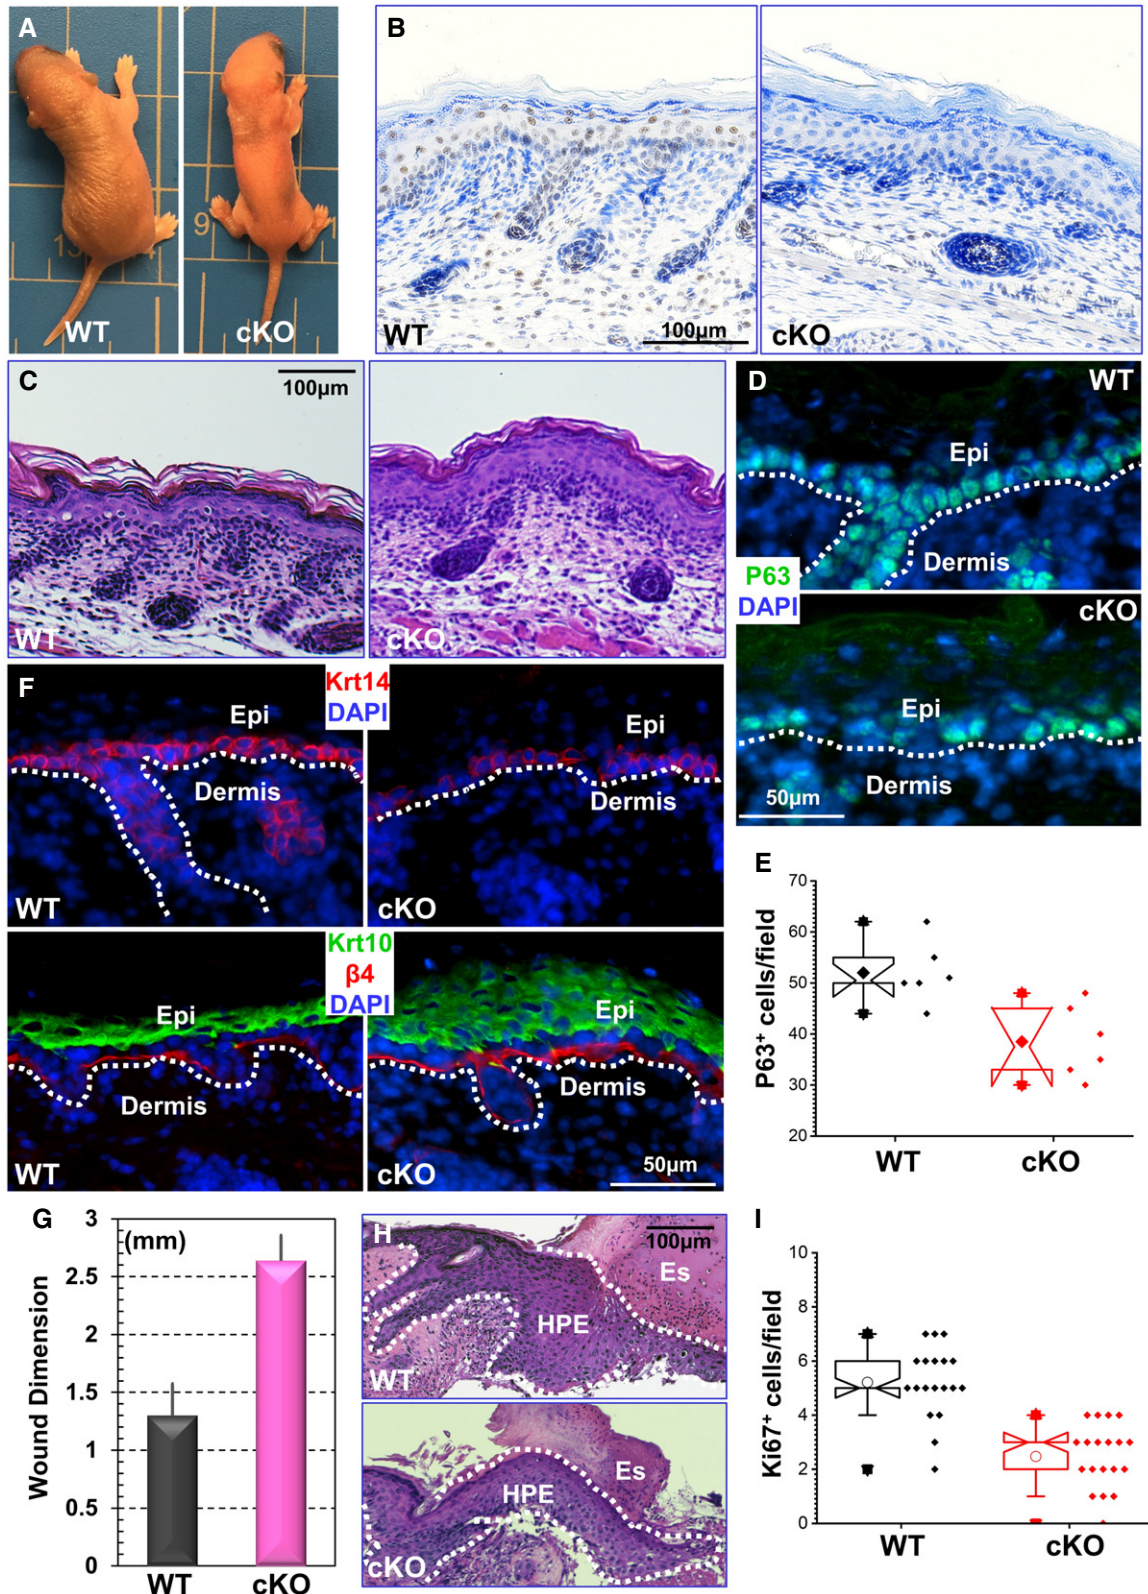 A
WT
13
14
cKO
9
1
B
WT
100µm
cKO
C
100µm
WT
cKO
D
WT
Epi
Dermis
P63
DAPI
cKO
Epi
Dermis
50µm
F
Krt14
DAPI
Epi
Dermis
WT
Epi
Dermis
cKO
Krt10
β4
DAPI
Epi
Dermis
WT
Epi
Dermis
cKO
50µm
E
P63⁺ cells/field
70
60
50
40
30
20
WT
cKO
G
(mm)
Wound Dimension
3
2.5
2
1.5
1
0.5
0
WT
cKO
H
100µm
Es
HPE
WT
Es
HPE
cKO
I
Ki67⁺ cells/field
10
8
6
4
2
0
WT
cKO